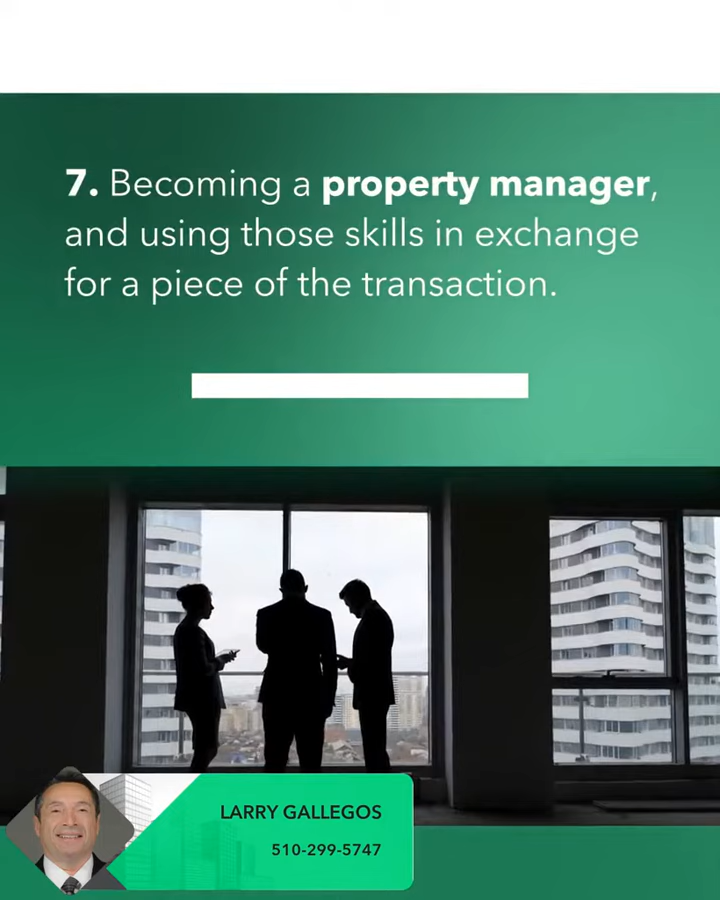 7. Becoming a property manager,
and using those skills in exchange
for a piece of the transaction.
LARRY GALLEGOS
510-299-5747